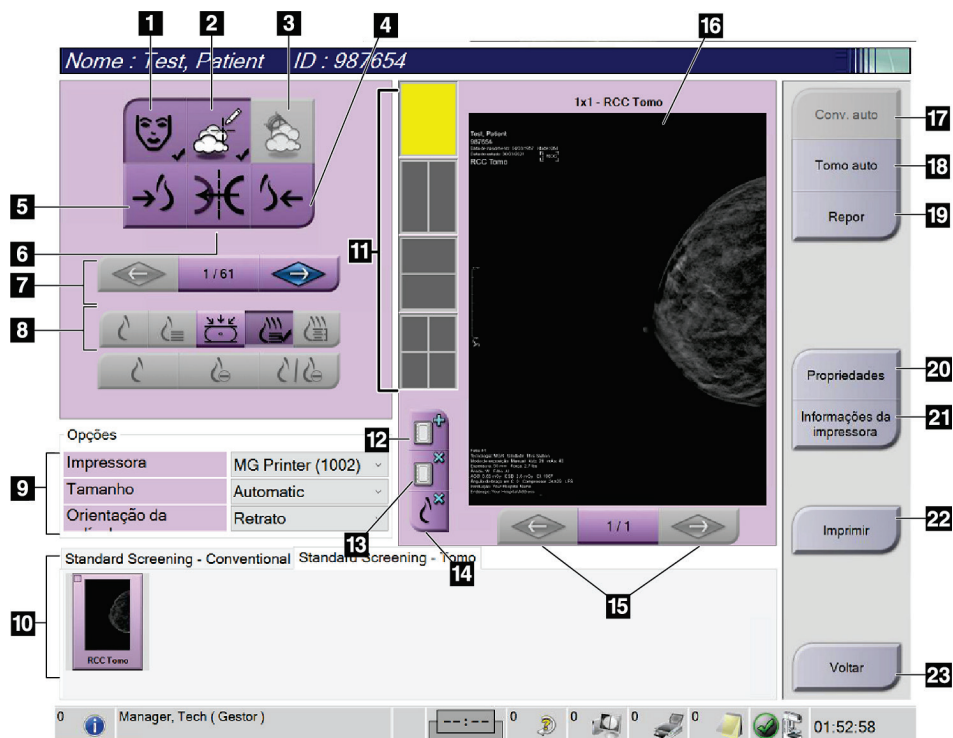 1
2
3
4
16
Nome : Test, Patient ID : 987654
1x1 - RCC Tomo
Test, Patient
987654
RCC Tomo
Conv. auto
17
Tomo auto
18
Repor
19
5
6
11
7
1 / 61
8
Propriedades
20
Informações da
impressora
21
Opções
12
9
Impressora
MG Printer (1002)
Tamanho
Automatic
Orientação da
Retrato
13
14
1 / 1
15
Imprimir
22
Standard Screening - Conventional
Standard Screening - Tomo
10
RCC Tomo
Voltar
23
0
Manager, Tech ( Gestor )
--:--
0
0
0
0
01:52:58